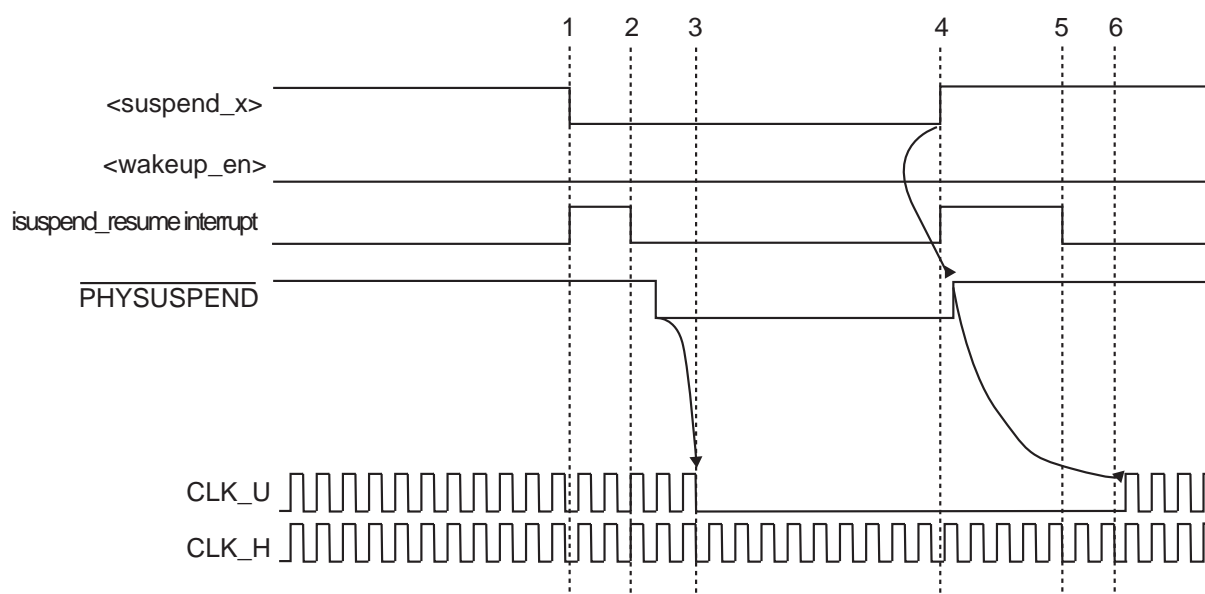 1 2 3 4 5 6
<suspend_x>
<wakeup_en>
isuspend_resume interrupt
PHYSUSPEND
CLK_U
CLK_H